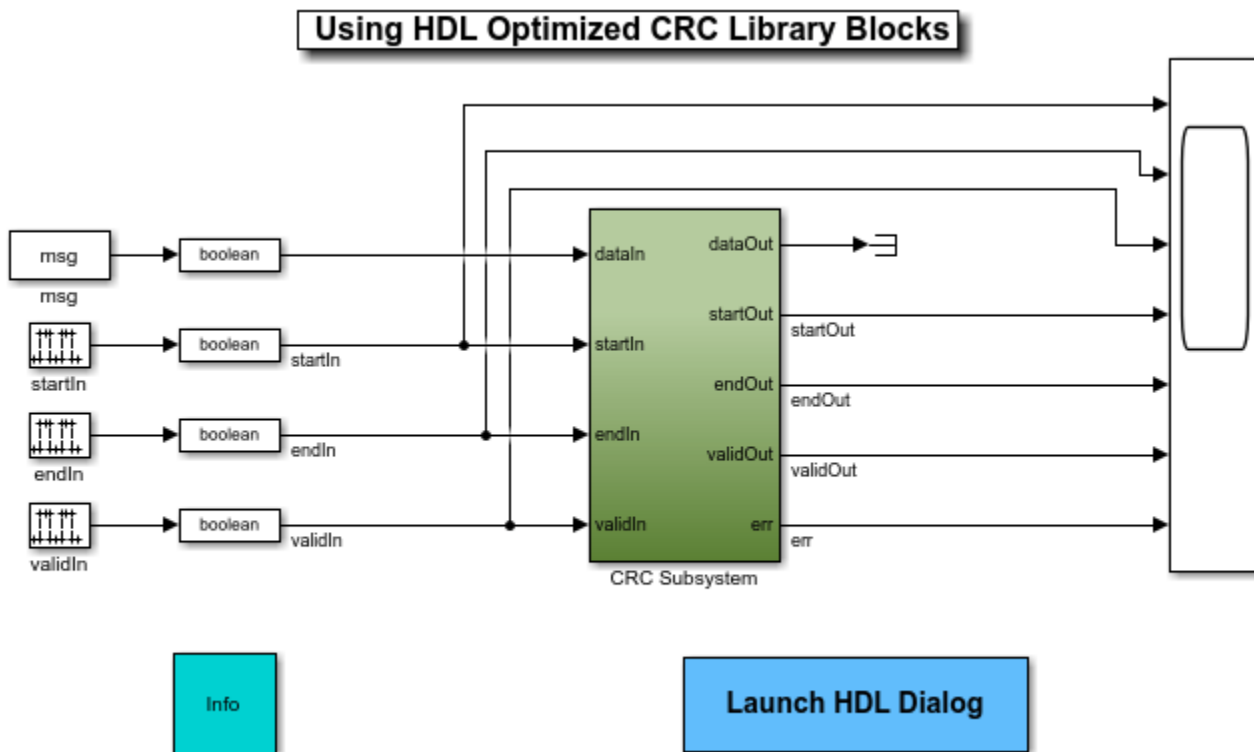 Using HDL Optimized CRC Library Blocks
msg
msg
boolean
dataIn
dataOut
startIn
boolean
startIn
startIn
startOut
startOut
endIn
boolean
endIn
endIn
endOut
endOut
validIn
boolean
validIn
validIn
validOut
validOut
err
err
CRC Subsystem
Info
Launch HDL Dialog